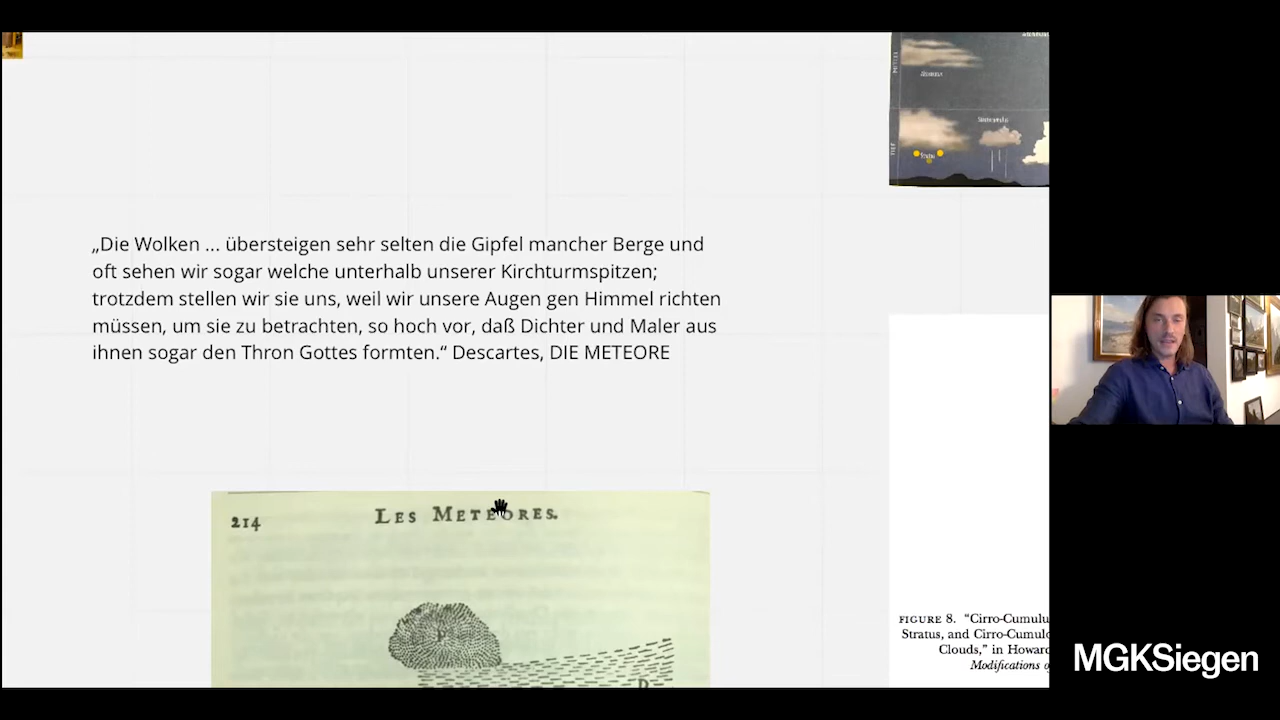 „Die Wolken ... übersteigen sehr selten die Gipfel mancher Berge und
oft sehen wir sogar welche unterhalb unserer Kirchturmspitzen;
trotzdem stellen wir sie uns, weil wir unsere Augen gen Himmel richten
müssen, um sie zu betrachten, so hoch vor, daß Dichter und Maler aus
ihnen sogar den Thron Gottes formten.“ Descartes, DIE METEORE
214
LES METEORES.
P
D
FIGURE 8. “Cirro-Cumulu
Stratus, and Cirro-Cumulo
Clouds,” in Howard
Modifications o
MGKSiegen